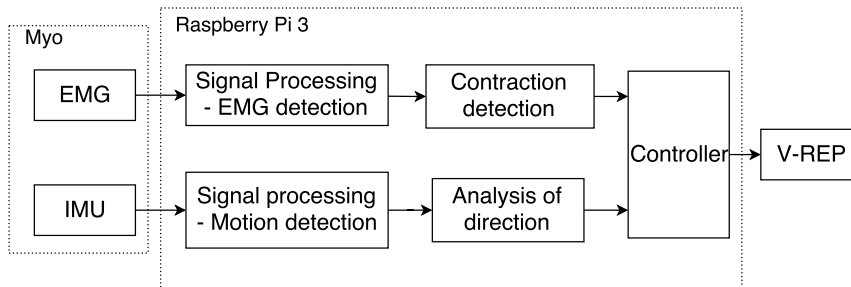 Raspberry Pi 3
Myo
EMG
Signal Processing
- EMG detection
Contraction
detection
Controller
V-REP
IMU
Signal processing
- Motion detection
Analysis of
direction